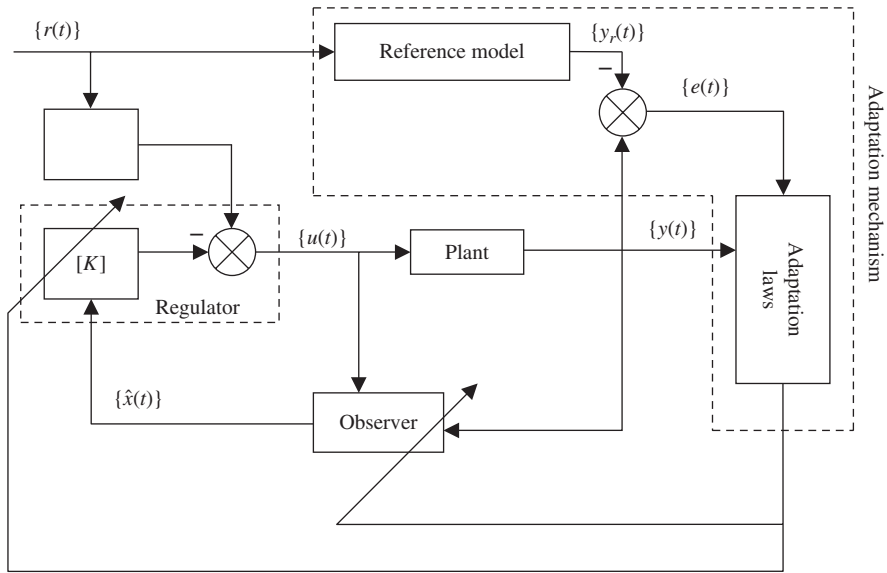 {r(t)}
Reference model
{y_r(t)}
−
{e(t)}
Adaptation mechanism
−
{u(t)}
Plant
{y(t)}
[K]
Regulator
Adaptation
laws
{x̂(t)}
Observer